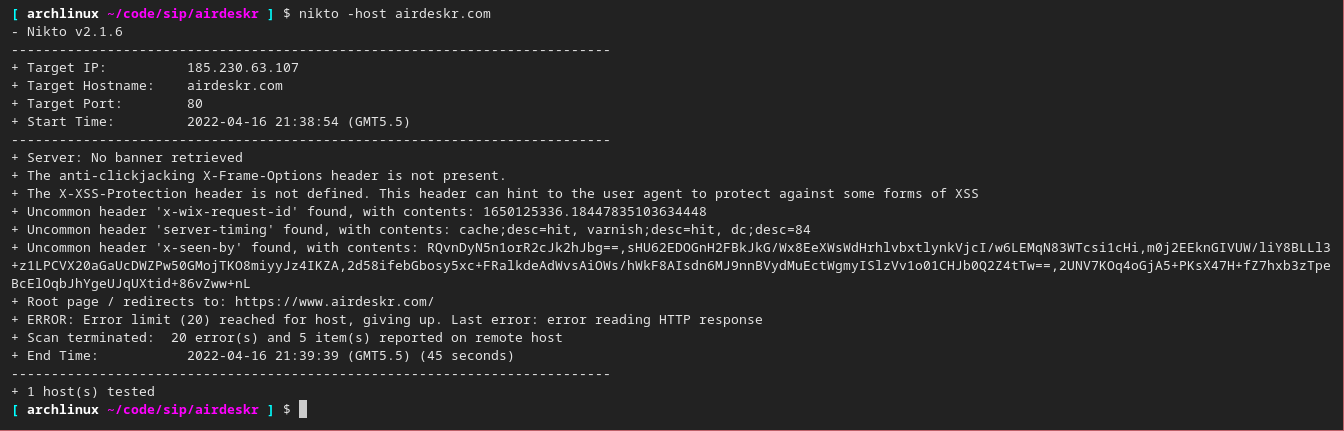 [ archlinux ~/code/sip/airdeskr ] $ nikto -host airdeskr.com
- Nikto v2.1.6
---------------------------------------------------------------------------
+ Target IP:          185.230.63.107
+ Target Hostname:    airdeskr.com
+ Target Port:        80
+ Start Time:         2022-04-16 21:38:54 (GMT5.5)
---------------------------------------------------------------------------
+ Server: No banner retrieved
+ The anti-clickjacking X-Frame-Options header is not present.
+ The X-XSS-Protection header is not defined. This header can hint to the user agent to protect against some forms of XSS
+ Uncommon header 'x-wix-request-id' found, with contents: 1650125336.18447835103634448
+ Uncommon header 'server-timing' found, with contents: cache;desc=hit, varnish;desc=hit, dc;desc=84
+ Uncommon header 'x-seen-by' found, with contents: RQvnDyN5n1orR2cJk2hJbg==,sHU62EDOGnH2FBkJkG/Wx8EeXWsWdHrhlvbxtlynkVjcI/w6LEMqN83WTcsi1cHi,m0j2EEknGIVUW/liY8BLLl3
+z1LPCVX20aGaUcDWZPw50GMojTKO8miyyJz4IKZA,2d58ifebGbosy5xc+FRalkdeAdWvsAiOWs/hWkF8AIsdn6MJ9nnBVydMuEctWgmyISlzVv1o01CHJb0Q2Z4tTw==,2UNV7KOq4oGjA5+PKsX47H+fZ7hxb3zTpe
BcElOqbJhYgeUJqUXtid+86vZww+nL
+ Root page / redirects to: https://www.airdeskr.com/
+ ERROR: Error limit (20) reached for host, giving up. Last error: error reading HTTP response
+ Scan terminated:  20 error(s) and 5 item(s) reported on remote host
+ End Time:           2022-04-16 21:39:39 (GMT5.5) (45 seconds)
---------------------------------------------------------------------------
+ 1 host(s) tested
[ archlinux ~/code/sip/airdeskr ] $